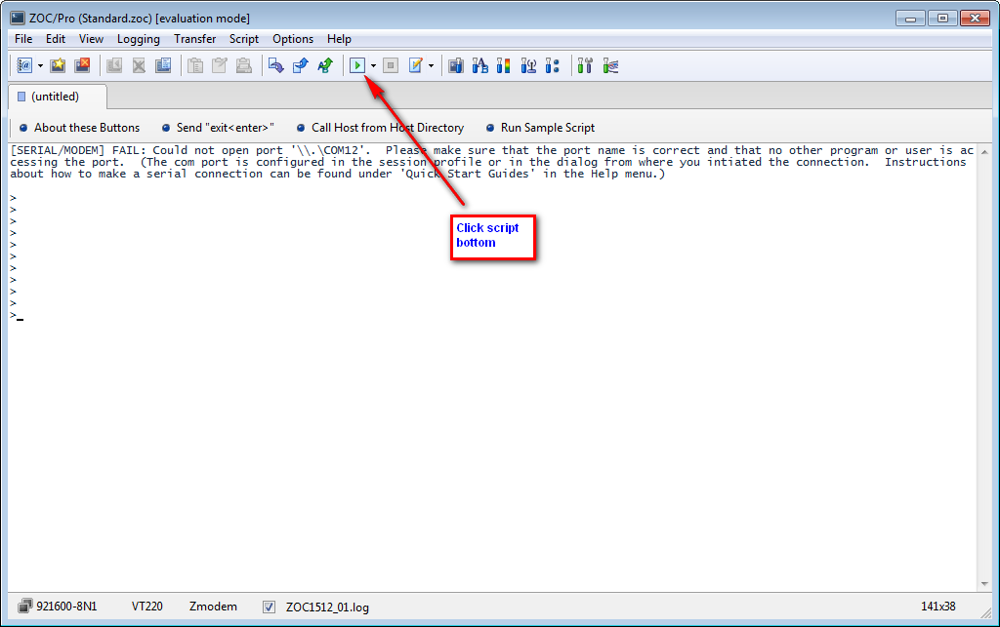 ZOC/Pro (Standard.zoc) [evaluation mode]
File Edit View Logging Transfer Script Options Help
(untitled)
About these Buttons Send "exit<enter>" Call Host from Host Directory Run Sample Script
[SERIAL/MODEM] FAIL: Could not open port '\\.\COM12'.  Please make sure that the port name is correct and that no other program or user is ac
cessing the port.  (The com port is configured in the session profile or in the dialog from where you intiated the connection.  Instructions
about how to make a serial connection can be found under 'Quick Start Guides' in the Help menu.)
>
>
>
>
>
>
>
>
>
>
>_
Click script
bottom
921600-8N1 VT220 Zmodem ZOC1512_01.log 141x38